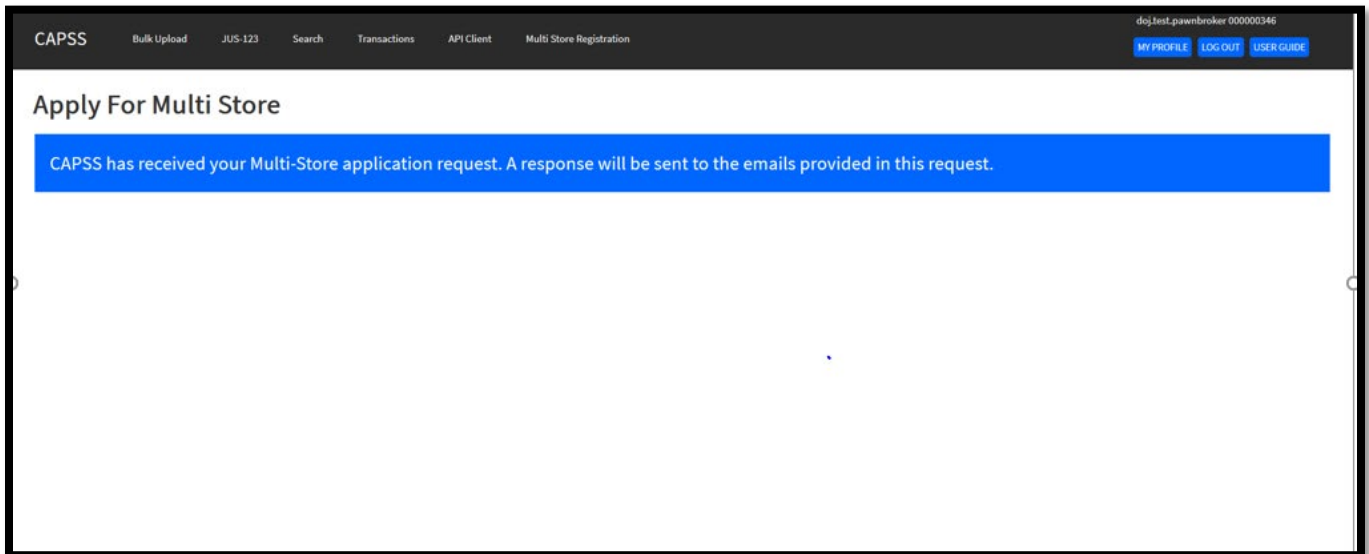 doj.test.pawnbroker 000000346
CAPSS Bulk Upload JUS-123 Search Transactions API Client Multi Store Registration
MY PROFILE LOG OUT USER GUIDE
Apply For Multi Store
CAPSS has received your Multi-Store application request. A response will be sent to the emails provided in this request.